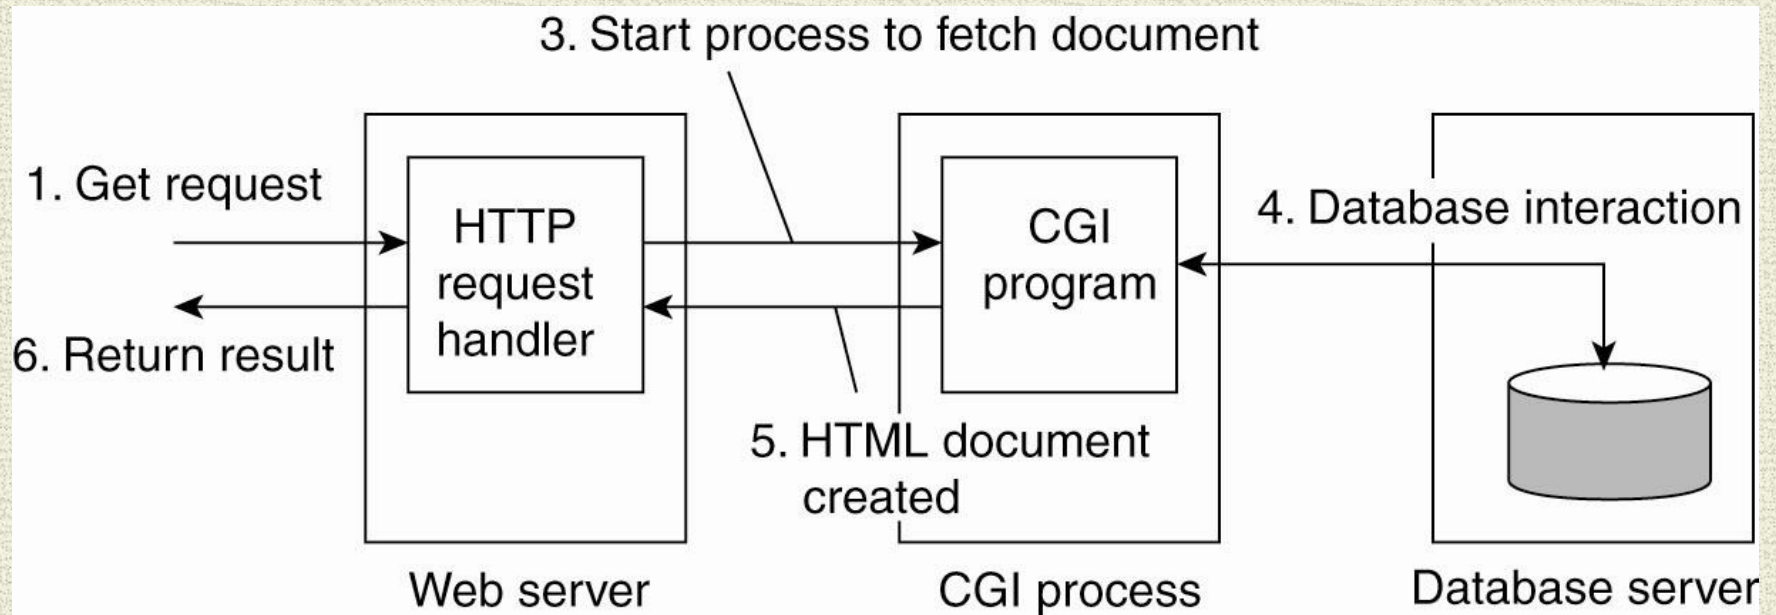 3. Start process to fetch document
1. Get request
HTTP
request
handler
6. Return result
CGI
program
4. Database interaction
5. HTML document
created
Web server
CGI process
Database server